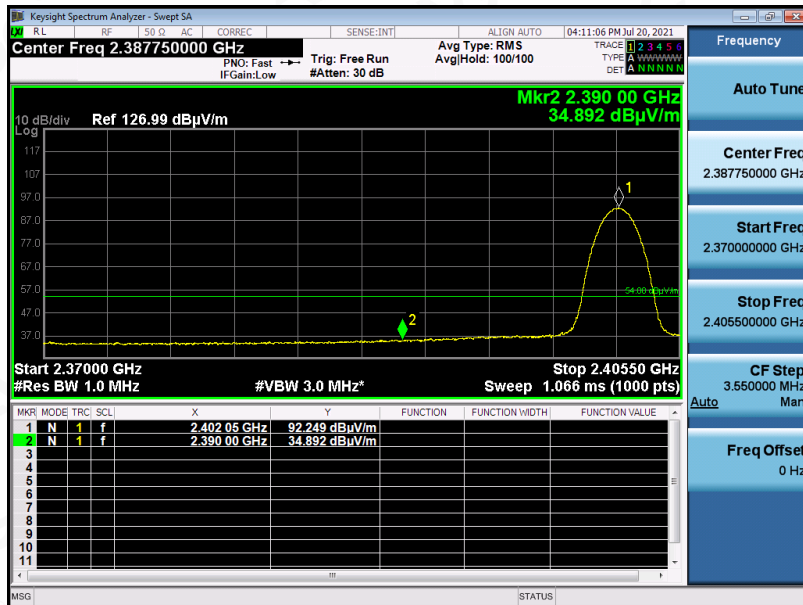 Keysight Spectrum Analyzer - Swept SA
LXI RL RF 50 Ω AC CORREC SENSE:INT ALIGN AUTO 04:11:06 PM Jul 20, 2021
Center Freq 2.387750000 GHz
PNO: Fast
IFGain:Low
Trig: Free Run
#Atten: 30 dB
Avg Type: RMS
Avg|Hold: 100/100
TRACE 1 2 3 4 5 6
TYPE A WWWWW
DET A N N N N N
Frequency
Auto Tune
Center Freq
2.387750000 GHz
Start Freq
2.370000000 GHz
Stop Freq
2.405500000 GHz
CF Step
3.550000 MHz
Auto Man
Freq Offset
0 Hz
Mkr2 2.390 00 GHz
34.892 dBµV/m
10 dB/div Ref 126.99 dBµV/m
Log
117
107
97.0
87.0
77.0
67.0
57.0
47.0
37.0
1
2
54.00 dBµV/m
Start 2.37000 GHz Stop 2.40550 GHz
#Res BW 1.0 MHz #VBW 3.0 MHz* Sweep 1.066 ms (1000 pts)
MKR MODE TRC SCL X Y FUNCTION FUNCTION WIDTH FUNCTION VALUE
1 N 1 f 2.402 05 GHz 92.249 dBµV/m
2 N 1 f 2.390 00 GHz 34.892 dBµV/m
3
4
5
6
7
8
9
10
11
MSG STATUS